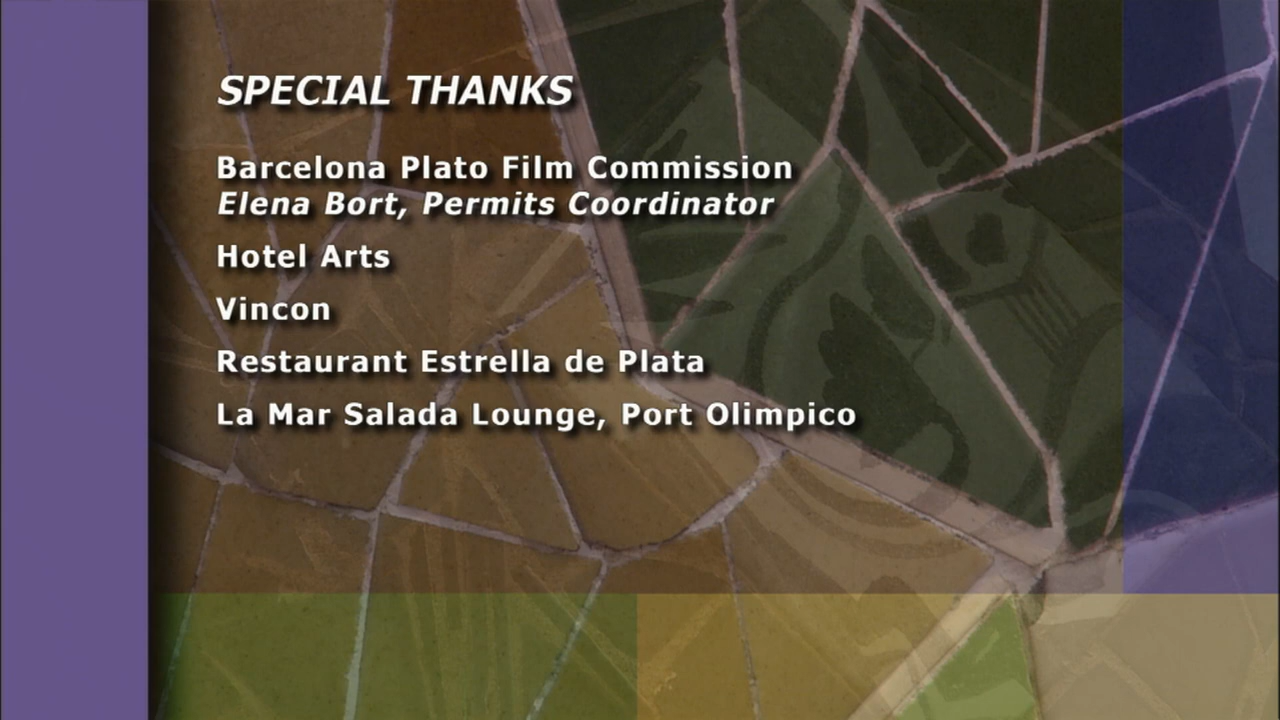 SPECIAL THANKS
Barcelona Plato Film Commission
Elena Bort, Permits Coordinator
Hotel Arts
Vincon
Restaurant Estrella de Plata
La Mar Salada Lounge, Port Olimpico